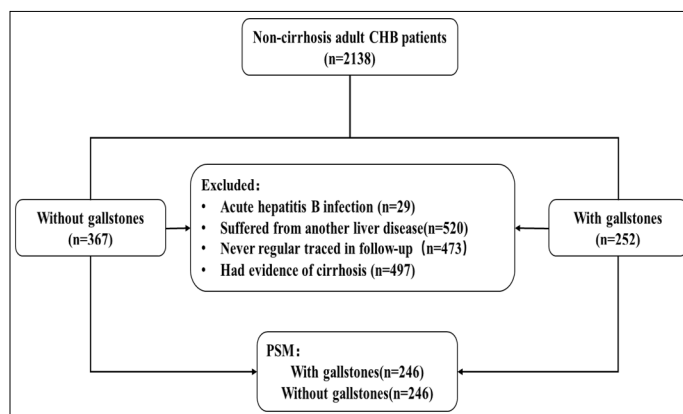 Non-cirrhosis adult CHB patients
(n=2138)
Without gallstones
(n=367)
Excluded：
• Acute hepatitis B infection (n=29)
• Suffered from another liver disease(n=520)
• Never regular traced in follow-up（n=473)
• Had evidence of cirrhosis (n=497)
With gallstones
(n=252)
PSM：
With gallstones(n=246)
Without gallstones(n=246)